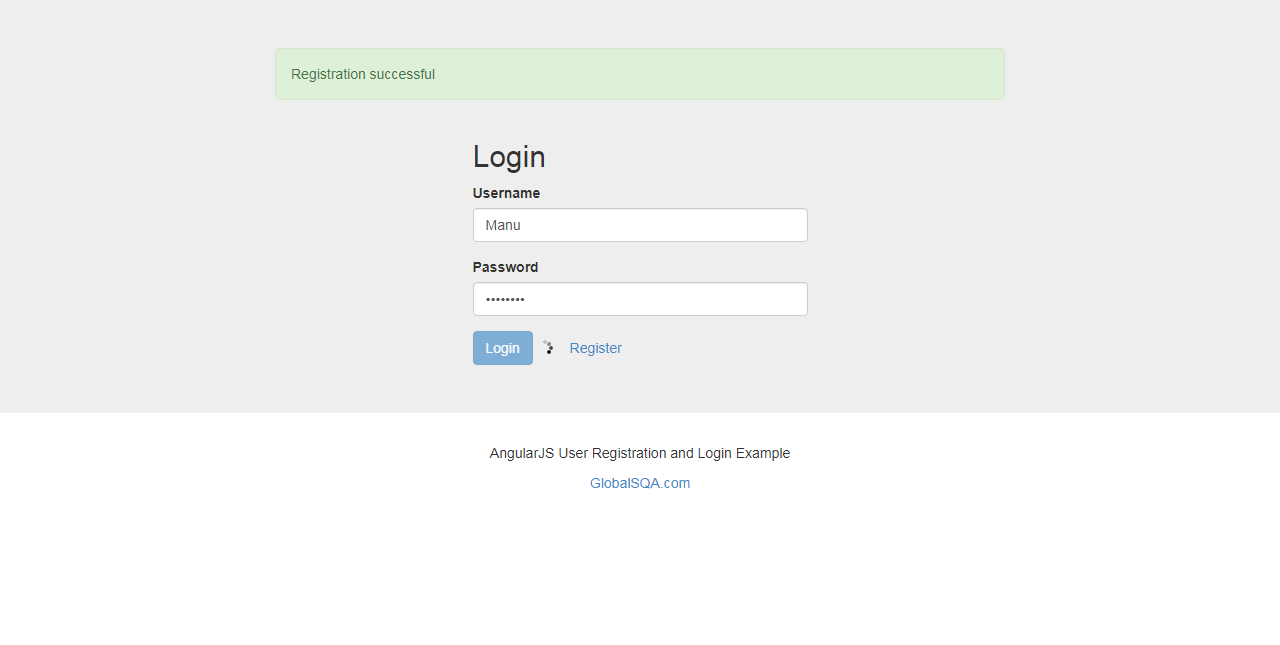 Registration successful
Login
Username
Manu
Password
••••••••
Login Register
AngularJS User Registration and Login Example
GlobalSQA.com